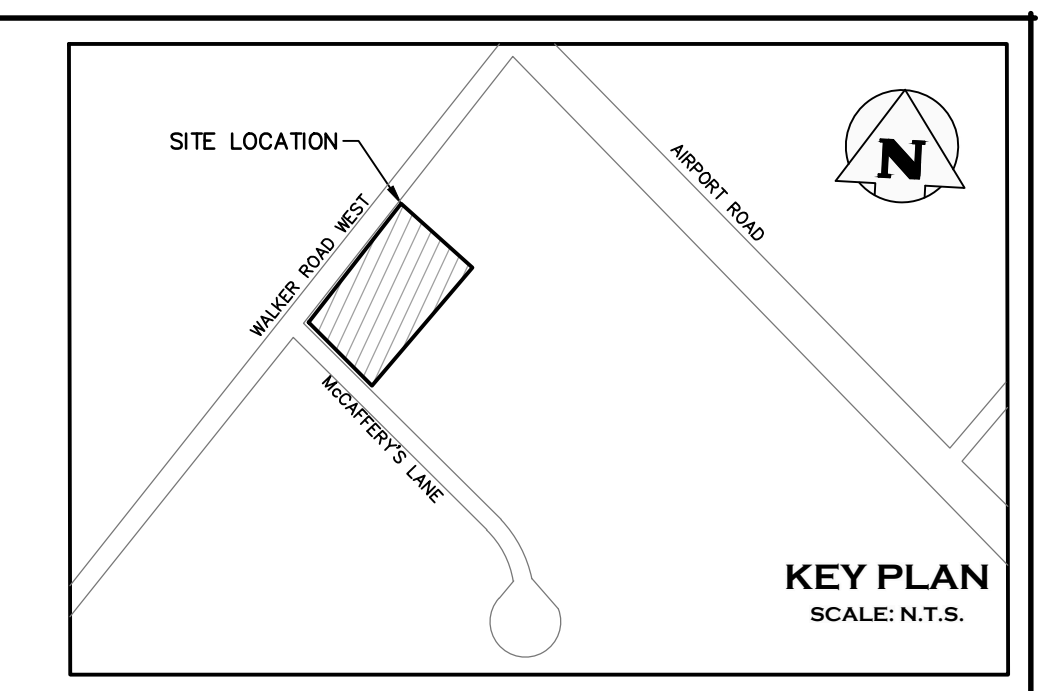 SITE LOCATION
N
AIRPORT ROAD
WALKER ROAD WEST
McCAFFERY'S LANE
KEY PLAN
SCALE: N.T.S.